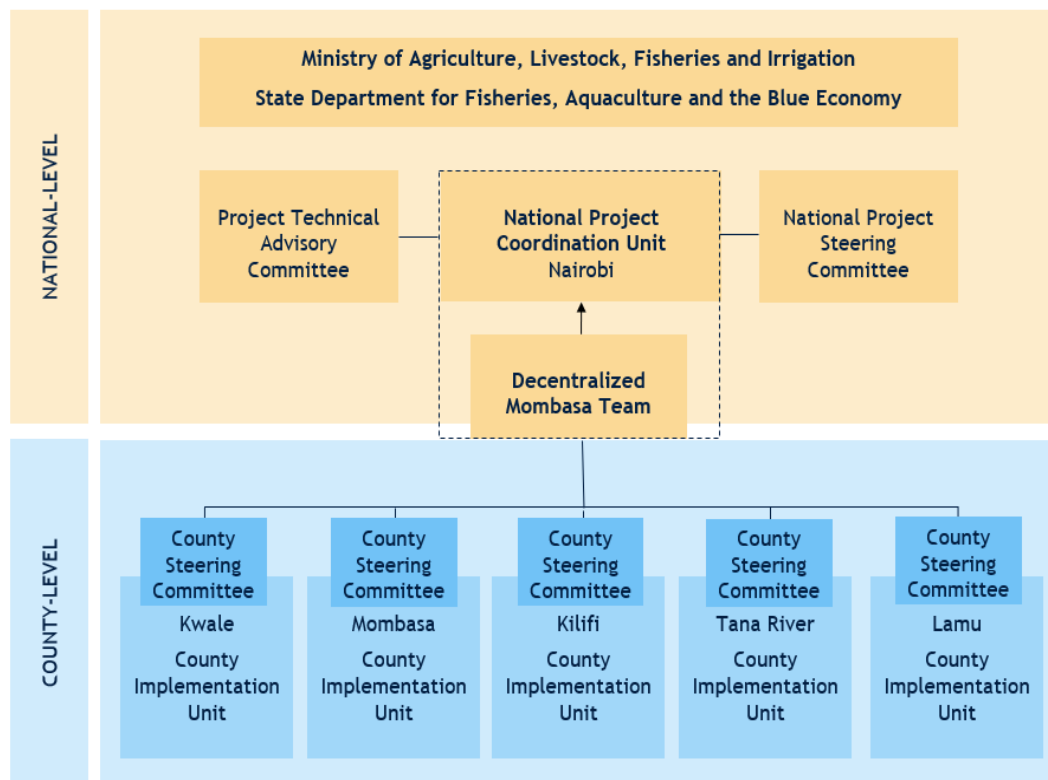 NATIONAL-LEVEL
Ministry of Agriculture, Livestock, Fisheries and Irrigation
State Department for Fisheries, Aquaculture and the Blue Economy
Project Technical
Advisory
Committee
National Project
Coordination Unit
Nairobi
National Project
Steering
Committee
Decentralized
Mombasa Team
COUNTY-LEVEL
County
Steering
Committee
Kwale
County
Implementation
Unit
County
Steering
Committee
Mombasa
County
Implementation
Unit
County
Steering
Committee
Kilifi
County
Implementation
Unit
County
Steering
Committee
Tana River
County
Implementation
Unit
County
Steering
Committee
Lamu
County
Implementation
Unit